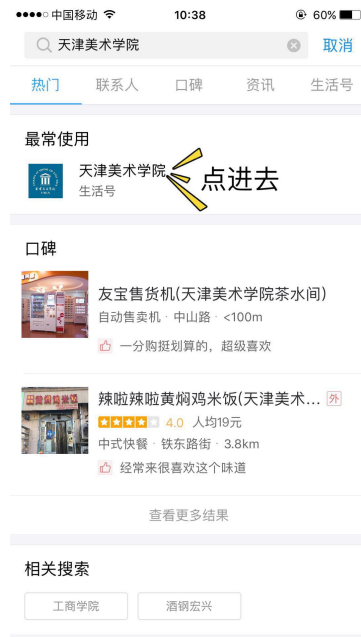 中国移动 10:38 60%
天津美术学院 取消
热门 联系人 口碑 资讯 生活号
最常使用
天津美术学院
生活号
点进去
口碑
友宝售货机(天津美术学院茶水间)
自动售卖机 · 中山路 · <100m
一分购挺划算的，超级喜欢
辣啦辣啦黄焖鸡米饭(天津美术... 外
4.0 人均19元
中式快餐 · 铁东路街 · 3.8km
经常来很喜欢这个味道
查看更多结果
相关搜索
工商学院 酒钢宏兴